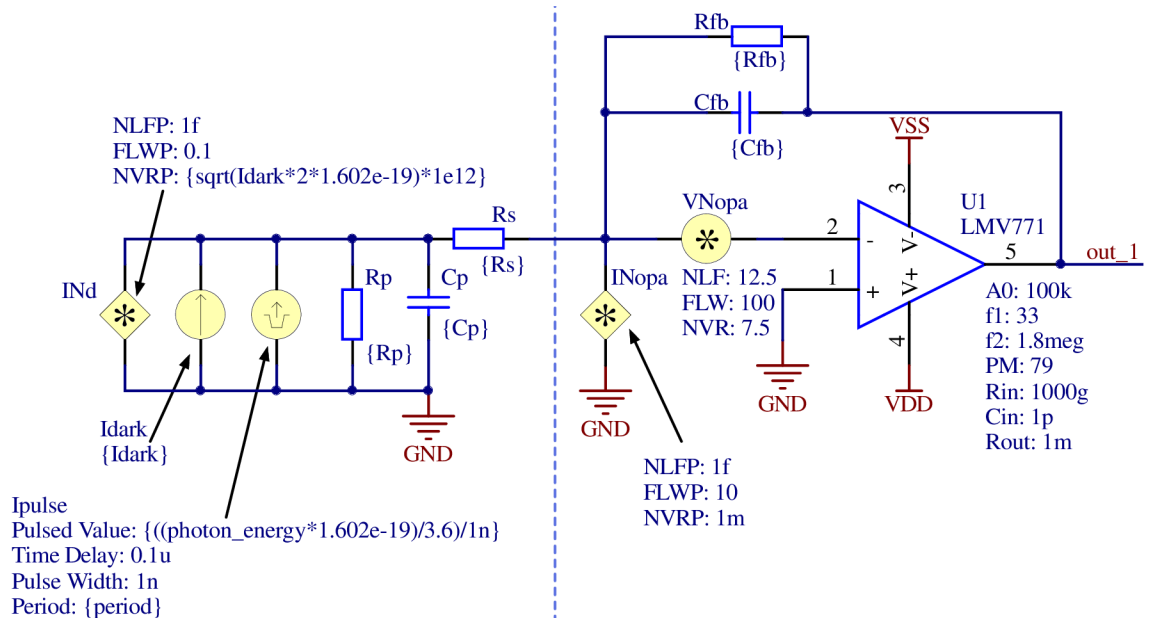 Rfb
{Rfb}
Cfb
{Cfb}
NLFP: 1f
FLWP: 0.1
NVRP: {sqrt(Idark*2*1.602e-19)*1e12}
INd
*
Rp
{Rp}
Cp
{Cp}
Rs
{Rs}
GND
Idark
{Idark}
Ipulse
Pulsed Value: {((photon_energy*1.602e-19)/3.6)/1n}
Time Delay: 0.1u
Pulse Width: 1n
Period: {period}
VNopa
*
NLF: 12.5
FLW: 100
NVR: 7.5
INopa
*
GND
NLFP: 1f
FLWP: 10
NVRP: 1m
VSS
3
2
-
V-
1
+
V+
4
VDD
GND
U1
LMV771
5
out_1
A0: 100k
f1: 33
f2: 1.8meg
PM: 79
Rin: 1000g
Cin: 1p
Rout: 1m